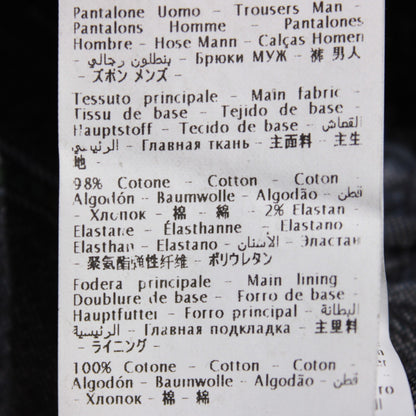 Pantalone Uomo - Trousers Man -
Pantalons Homme - Pantalones
Hombre - Hose Mann - Calças Homen
- بنطلون رجالي - Брюки МУЖ - 裤 男人
- ズボン メンズ -
Tessuto principale - Main fabric -
Tissu de base - Tejido de base -
Hauptstoff - Tecido de base - القماش
الرئيسي - Главная ткань - 主面料 - 主生
地
98% Cotone - Cotton - Coton -
Algodón - Baumwolle - Algodão - قطن
- Хлопок - 棉 - 綿 2% Elastan -
Elastane - Élasthanne - Elastano -
Elasthan - Elastano - الأستان - Эластан
- 聚氨酯弹性纤维 - ポリウレタン
Fodera principale - Main lining -
Doublure de base - Forro de base -
Hauptfutter - Forro principal - البطانة
الرئيسية - Главная подкладка - 主里料
- ライニング -
100% Cotone - Cotton - Coton -
Algodón - Baumwolle - Algodão - قطن
- Хлопок - 棉 - 綿